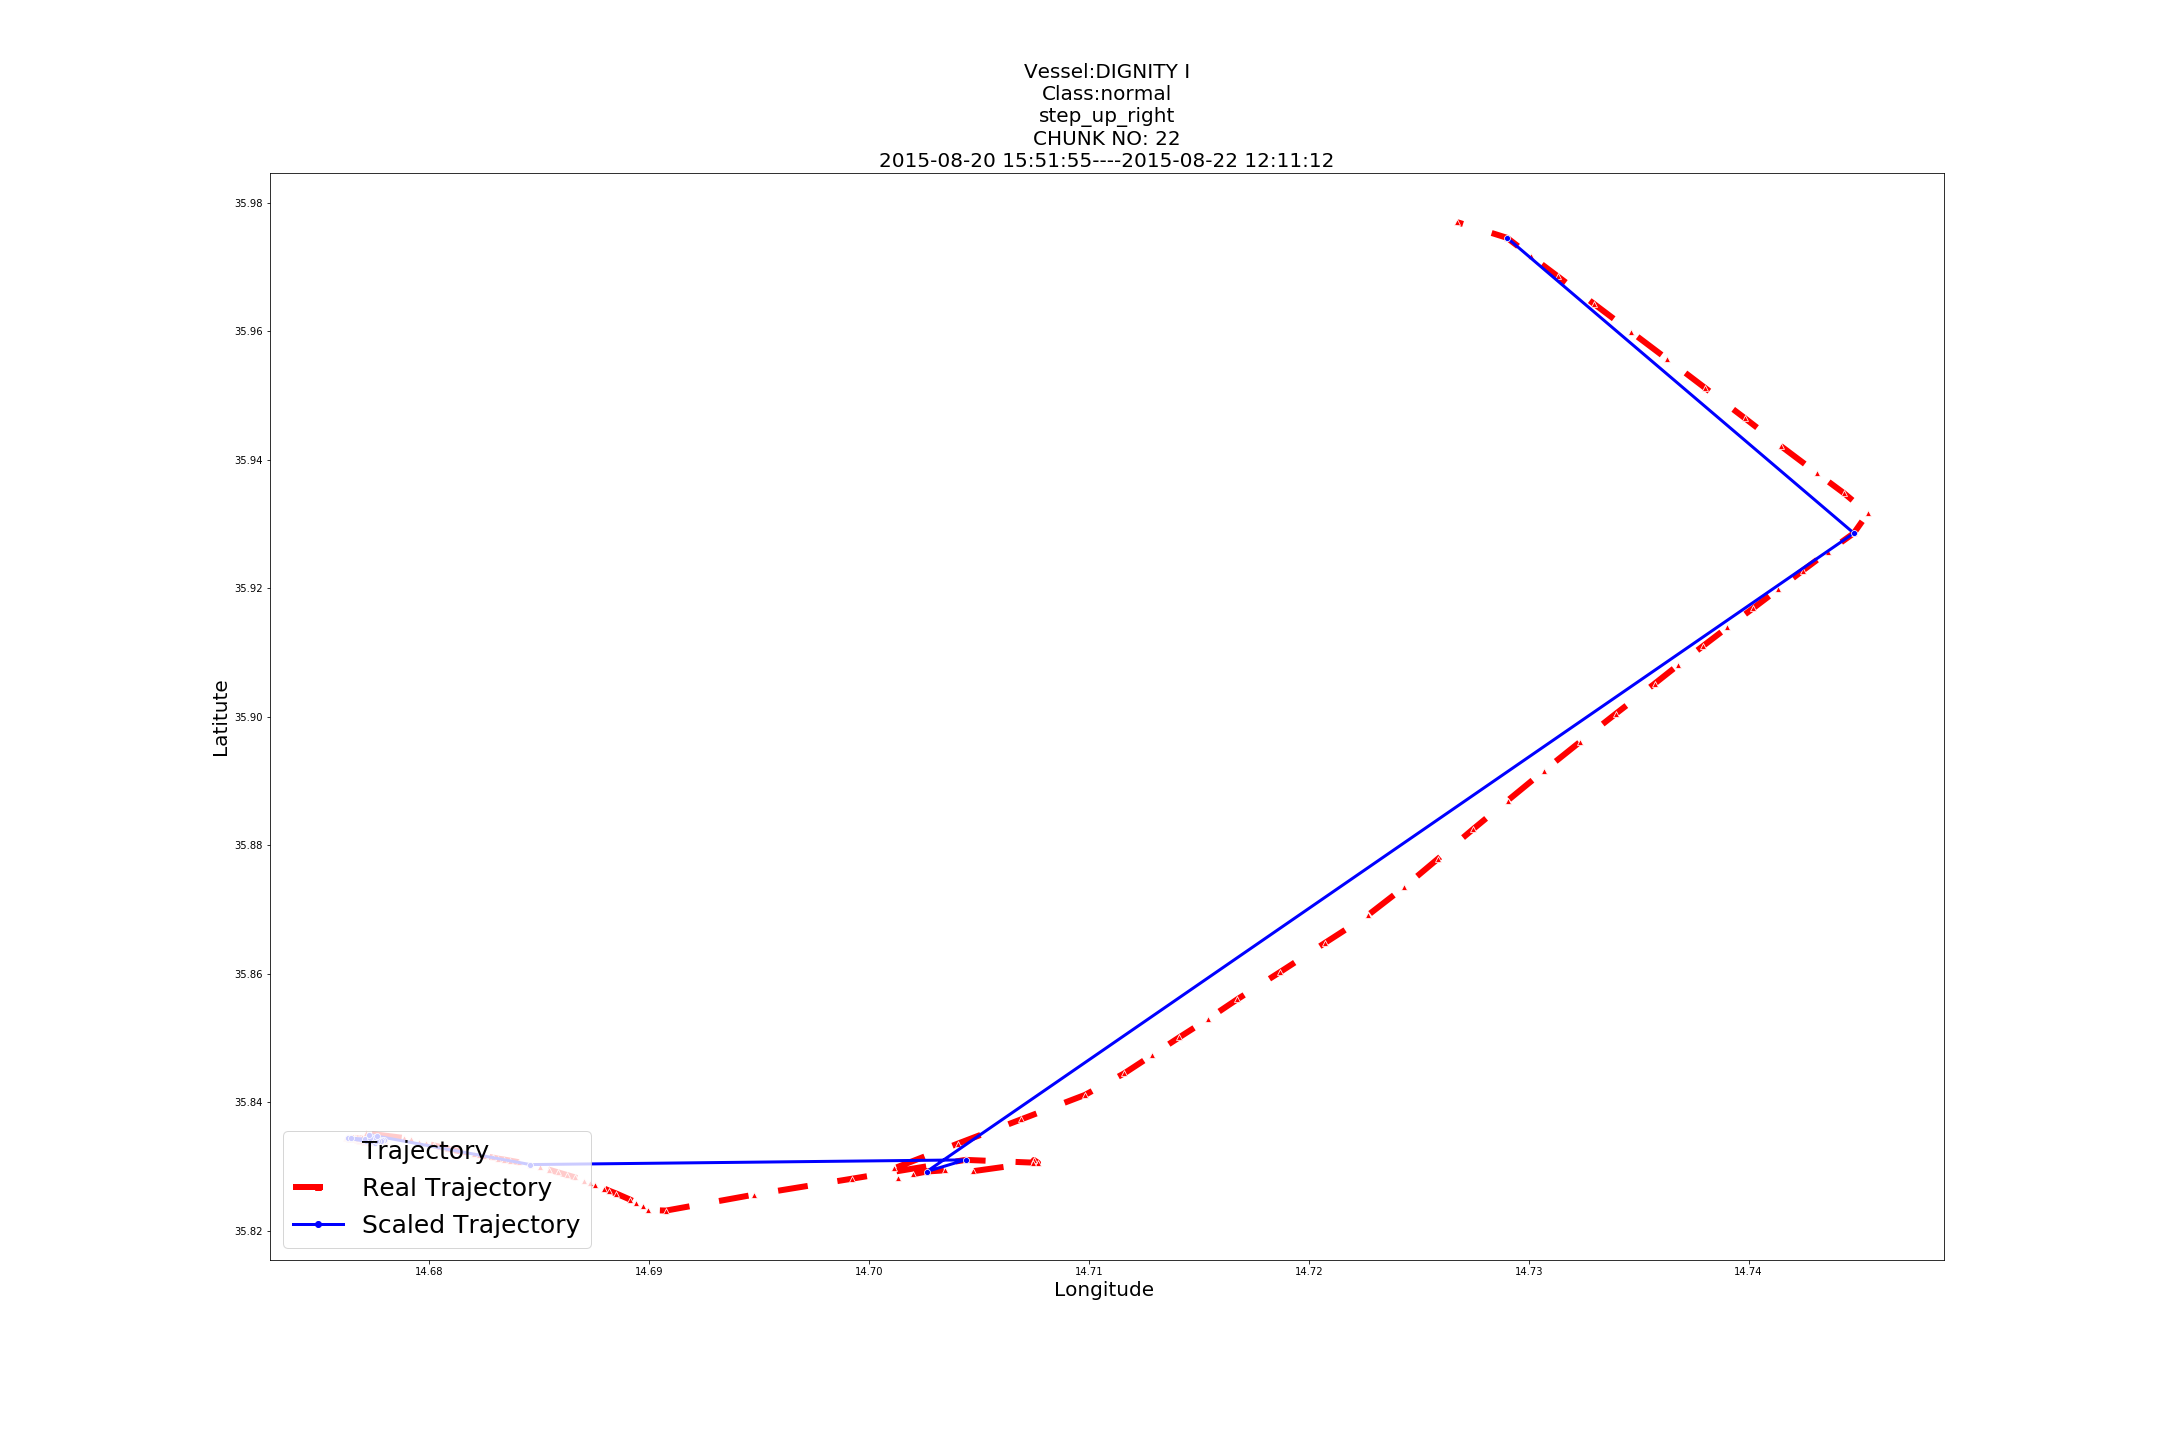 Vessel:DIGNITY I
Class:normal
step_up_right
CHUNK NO: 22
2015-08-20 15:51:55----2015-08-22 12:11:12
35.98
35.96
35.94
35.92
35.90
35.88
35.86
35.84
35.82
Latitute
Trajectory
Real Trajectory
Scaled Trajectory
14.68 14.69 14.70 14.71 14.72 14.73 14.74
Longitude